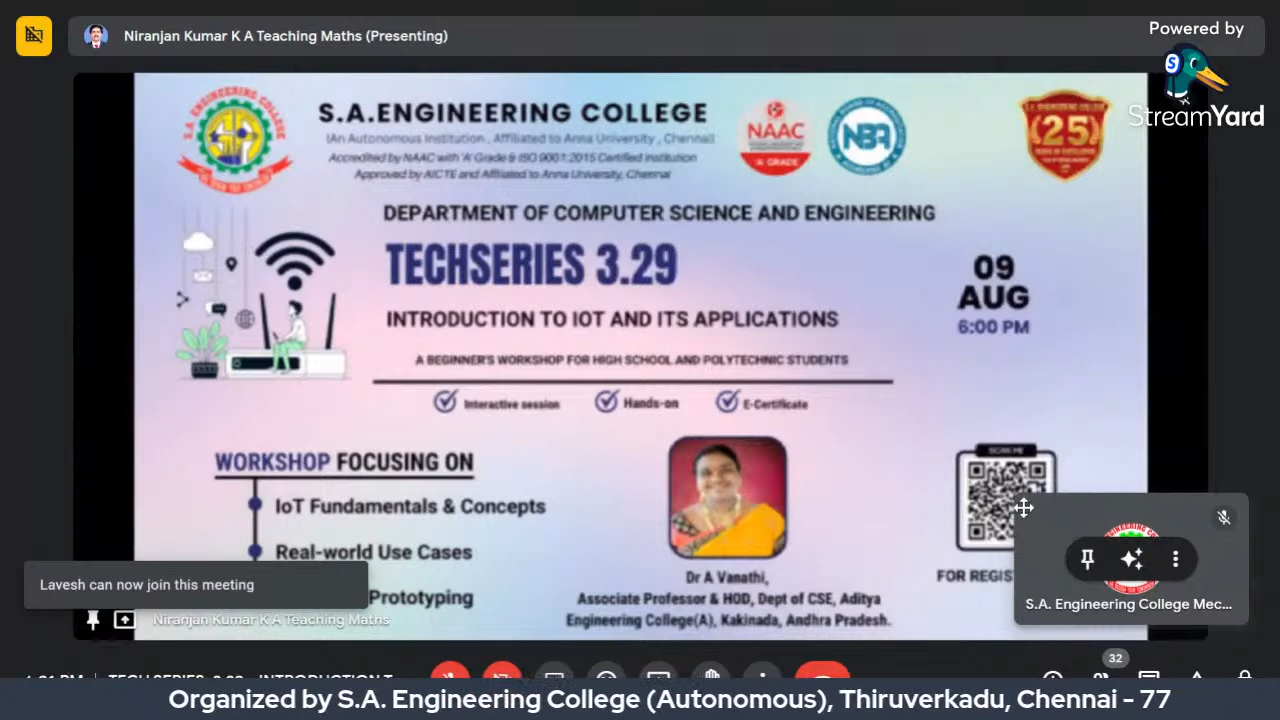 Niranjan Kumar K A Teaching Maths (Presenting)
Powered by
StreamYard
S.A.ENGINEERING COLLEGE
(An Autonomous Institution , Affiliated to Anna University , Chennai)
Accredited by NAAC with 'A' Grade & ISO 9001:2015 Certified Institution
Approved by AICTE and Affiliated to Anna University, Chennai
NAAC
'A' GRADE
NBA
25
DEPARTMENT OF COMPUTER SCIENCE AND ENGINEERING
TECHSERIES 3.29
09
AUG
6:00 PM
INTRODUCTION TO IOT AND ITS APPLICATIONS
A BEGINNER'S WORKSHOP FOR HIGH SCHOOL AND POLYTECHNIC STUDENTS
Interactive session
Hands-on
E-Certificate
WORKSHOP FOCUSING ON
IoT Fundamentals & Concepts
Real-world Use Cases
Prototyping
SCAN ME
FOR REGIS
Dr A Vanathi,
Associate Professor & HOD, Dept of CSE, Aditya
Engineering College(A), Kakinada, Andhra Pradesh.
Lavesh can now join this meeting
Niranjan Kumar K A Teaching Maths
S.A. Engineering College Mec...
32
Organized by S.A. Engineering College (Autonomous), Thiruverkadu, Chennai - 77